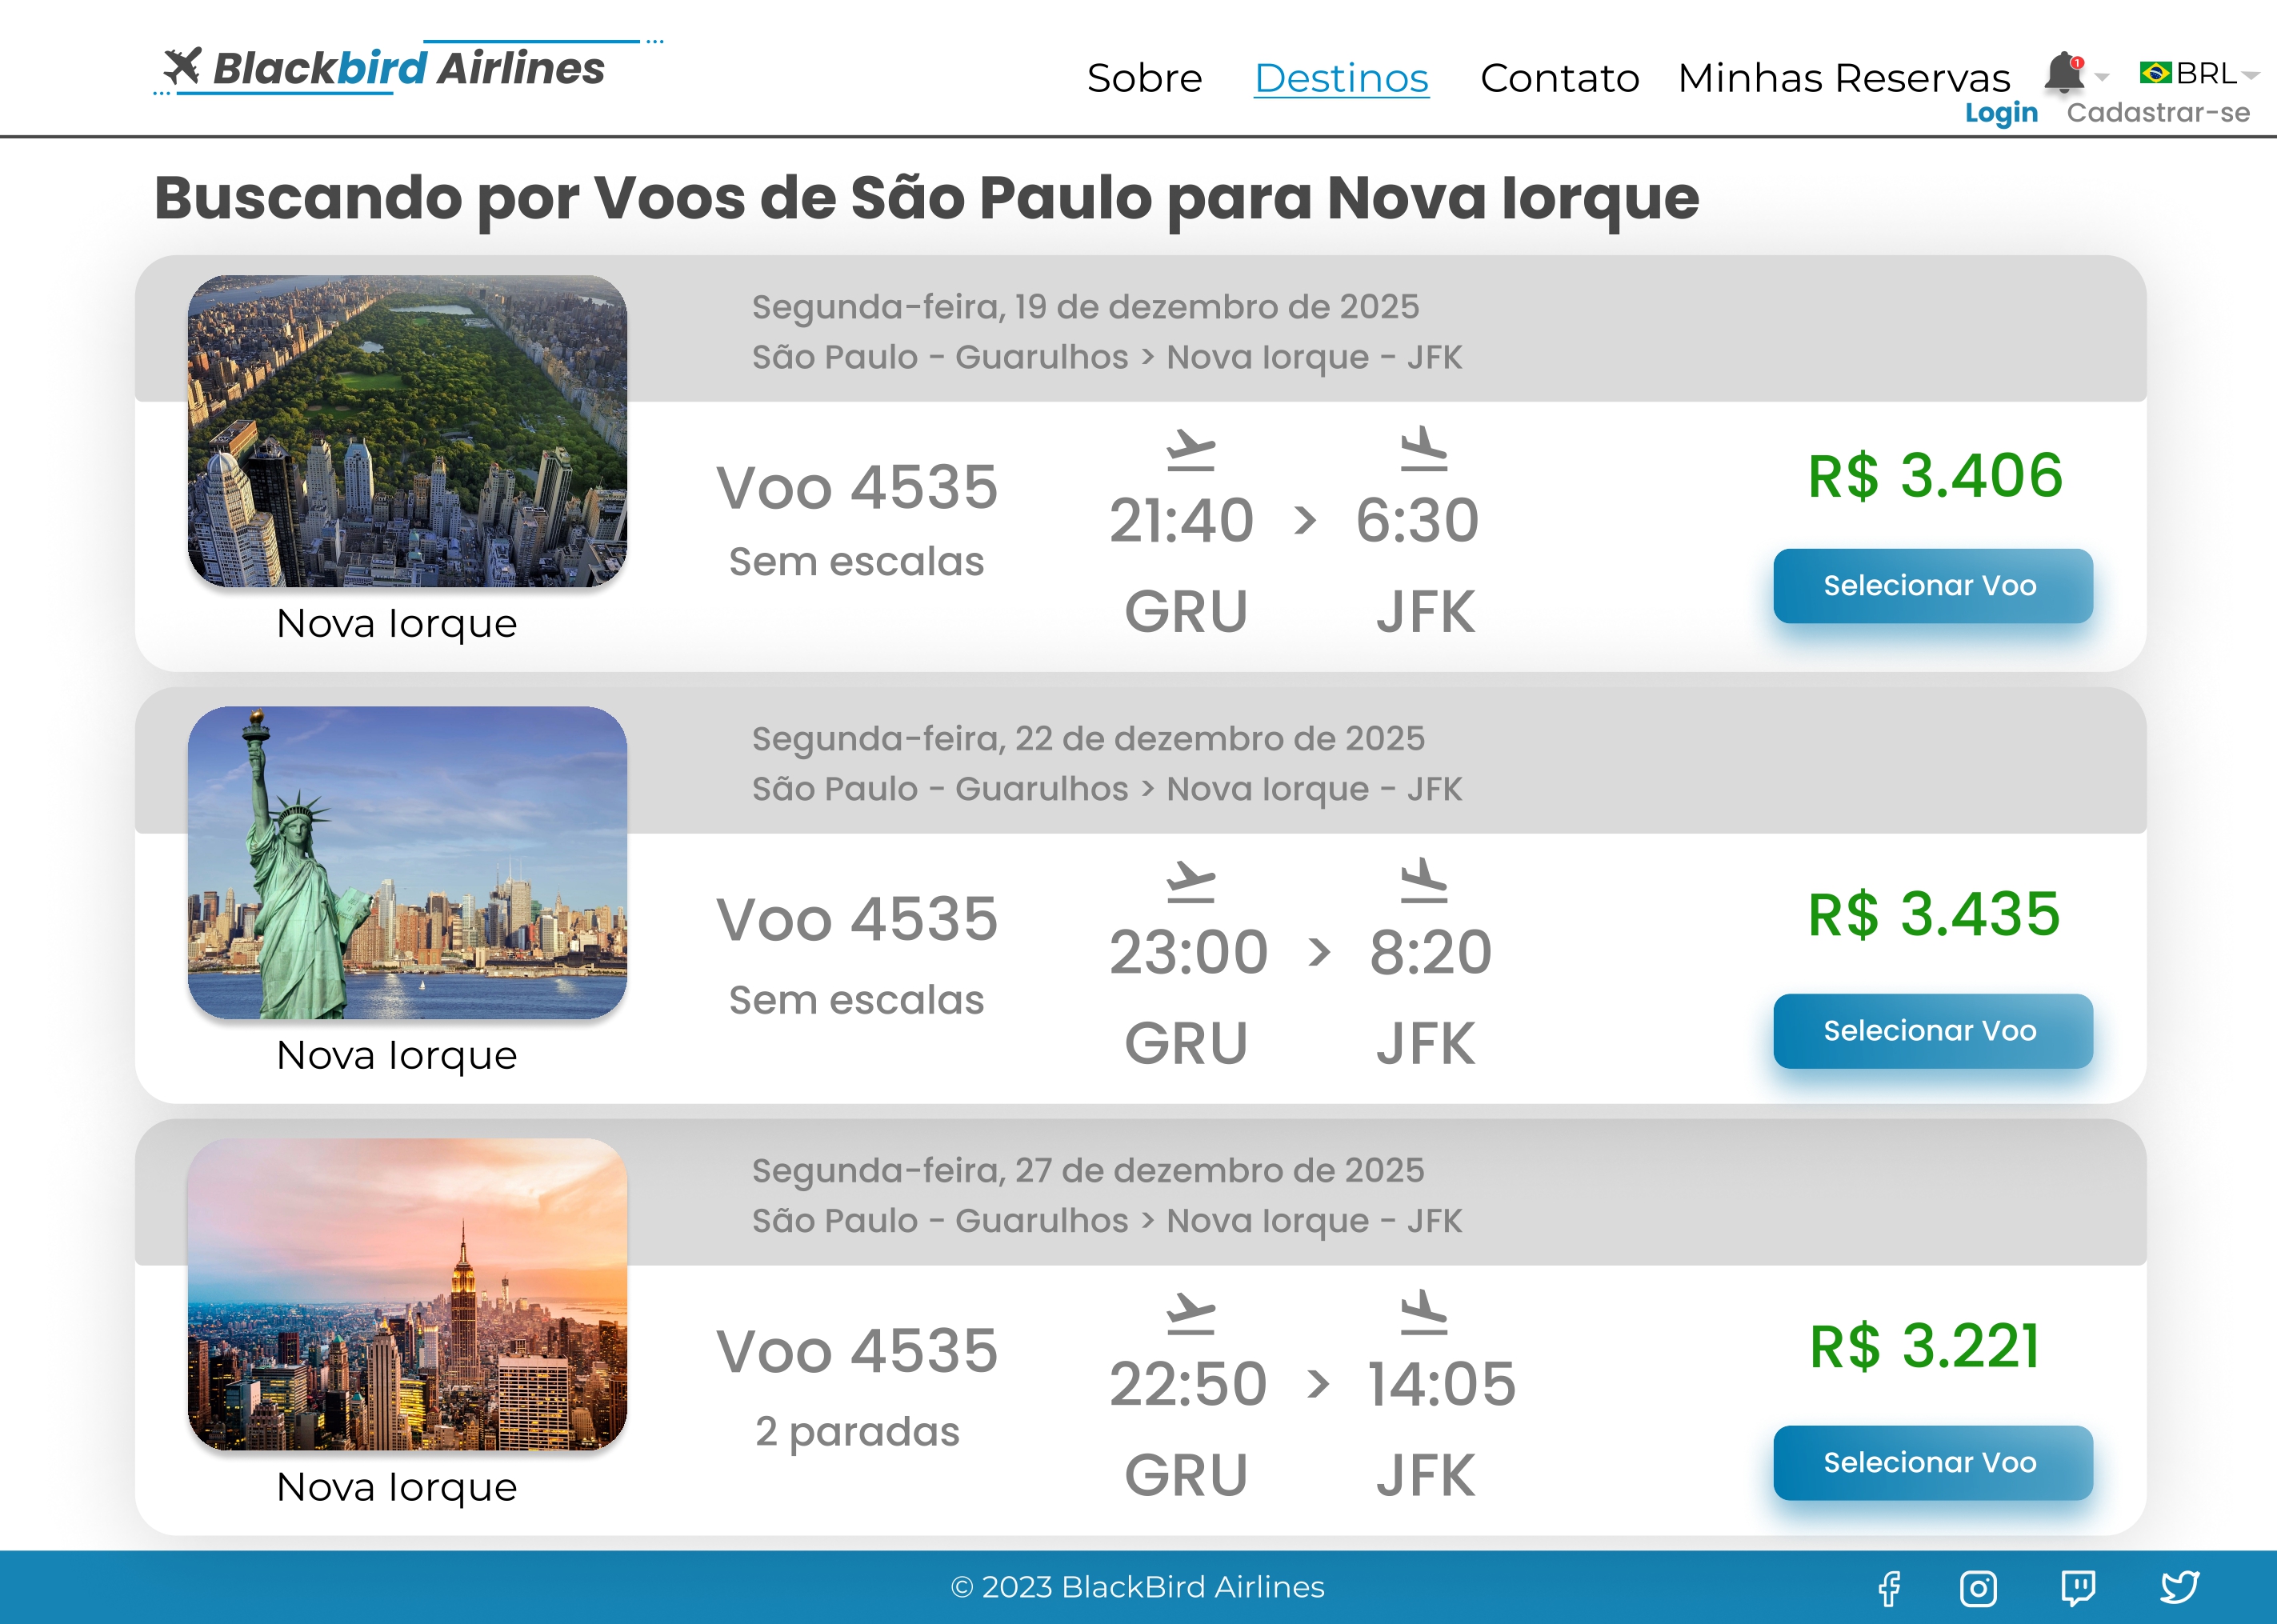 Blackbird Airlines
Sobre Destinos Contato Minhas Reservas 1 BRL
Login Cadastrar-se
Buscando por Voos de São Paulo para Nova Iorque
Segunda-feira, 19 de dezembro de 2025
São Paulo - Guarulhos > Nova Iorque - JFK
Voo 4535
Sem escalas
21:40 > 6:30
GRU JFK
R$ 3.406
Selecionar Voo
Nova Iorque
Segunda-feira, 22 de dezembro de 2025
São Paulo - Guarulhos > Nova Iorque - JFK
Voo 4535
Sem escalas
23:00 > 8:20
GRU JFK
R$ 3.435
Selecionar Voo
Nova Iorque
Segunda-feira, 27 de dezembro de 2025
São Paulo - Guarulhos > Nova Iorque - JFK
Voo 4535
2 paradas
22:50 > 14:05
GRU JFK
R$ 3.221
Selecionar Voo
Nova Iorque
© 2023 BlackBird Airlines